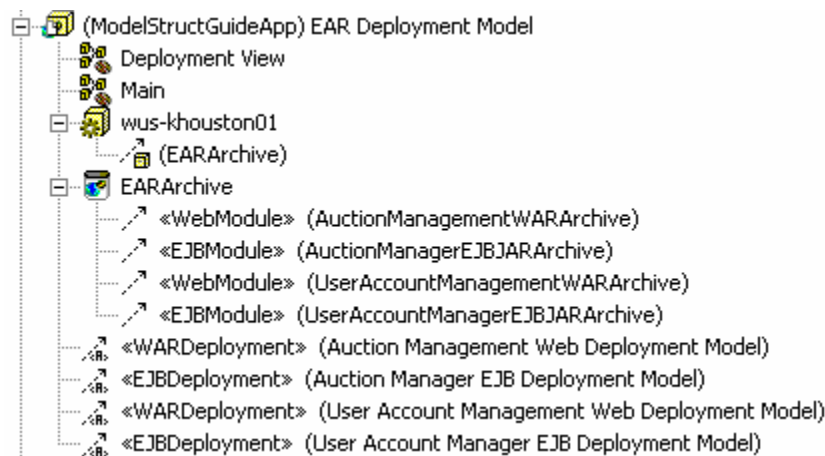 (ModelStructGuideApp) EAR Deployment Model
Deployment View
Main
wus-khouston01
(EARArchive)
EARArchive
«WebModule» (AuctionManagementWARArchive)
«EJBModule» (AuctionManagerEJBJARArchive)
«WebModule» (UserAccountManagementWARArchive)
«EJBModule» (UserAccountManagerEJBJARArchive)
«WARDeployment» (Auction Management Web Deployment Model)
«EJBDeployment» (Auction Manager EJB Deployment Model)
«WARDeployment» (User Account Management Web Deployment Model)
«EJBDeployment» (User Account Manager EJB Deployment Model)